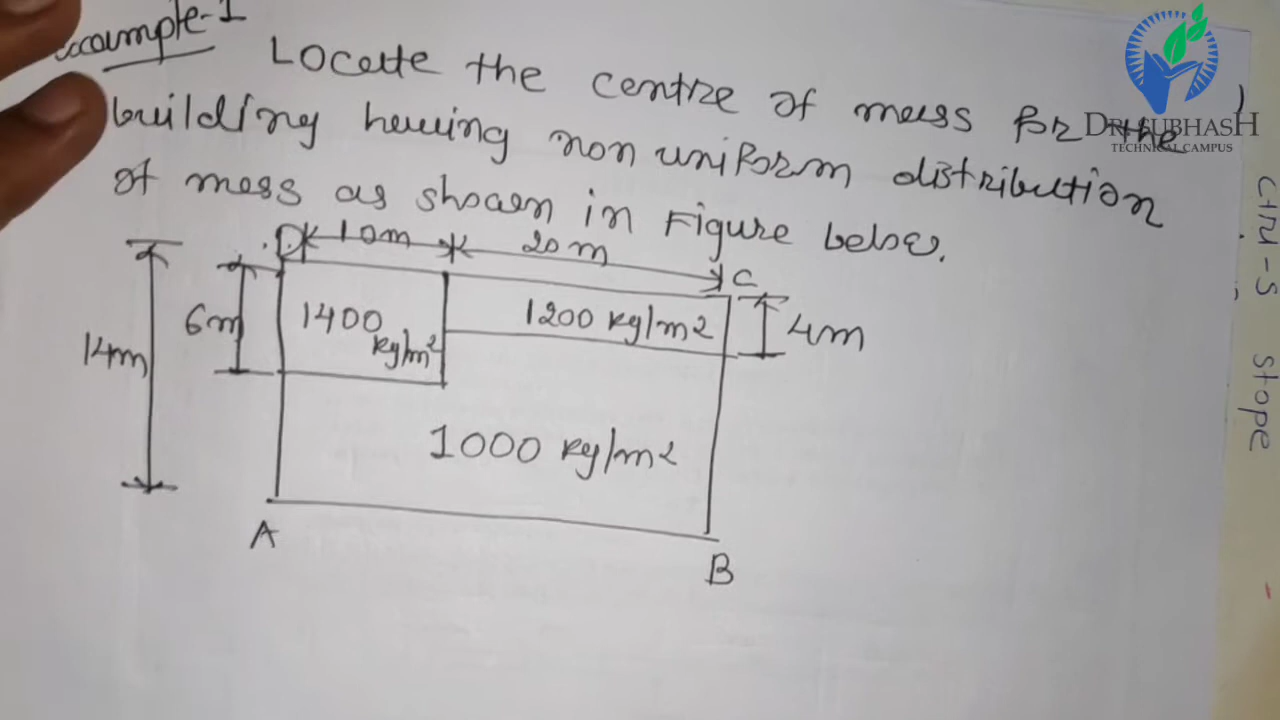 Example-1
Locate the centre of mass for the
building having non uniform distribution
of mass as shown in Figure below.
D 10m 20m C
14m 6m 1400 kg/m² 1200 kg/m² 4m
1000 kg/m²
A
B
DR. SUBHASH
TECHNICAL CAMPUS
Stope